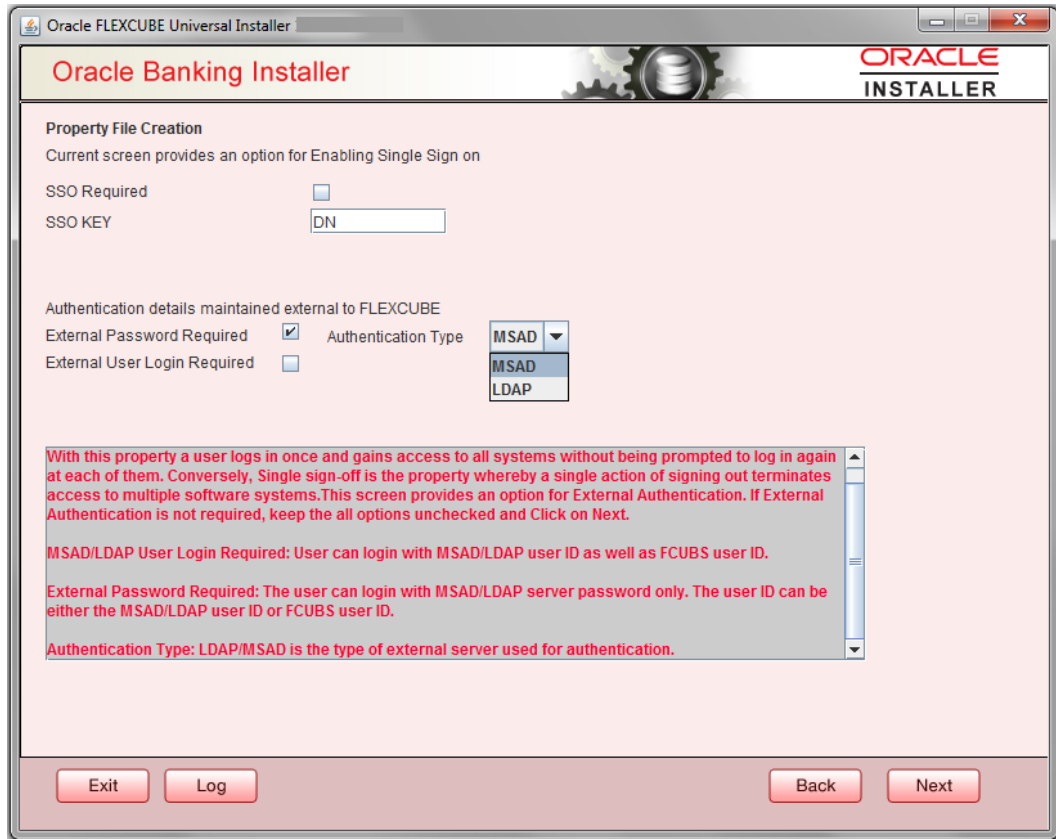 Oracle FLEXCUBE Universal Installer
Oracle Banking Installer
ORACLE
INSTALLER
Property File Creation
Current screen provides an option for Enabling Single Sign on
SSO Required
SSO KEY DN
Authentication details maintained external to FLEXCUBE
External Password Required Authentication Type MSAD
External User Login Required
MSAD
LDAP
With this property a user logs in once and gains access to all systems without being prompted to log in again
at each of them. Conversely, Single sign-off is the property whereby a single action of signing out terminates
access to multiple software systems.This screen provides an option for External Authentication. If External
Authentication is not required, keep the all options unchecked and Click on Next.
MSAD/LDAP User Login Required: User can login with MSAD/LDAP user ID as well as FCUBS user ID.
External Password Required: The user can login with MSAD/LDAP server password only. The user ID can be
either the MSAD/LDAP user ID or FCUBS user ID.
Authentication Type: LDAP/MSAD is the type of external server used for authentication.
Exit Log Back Next